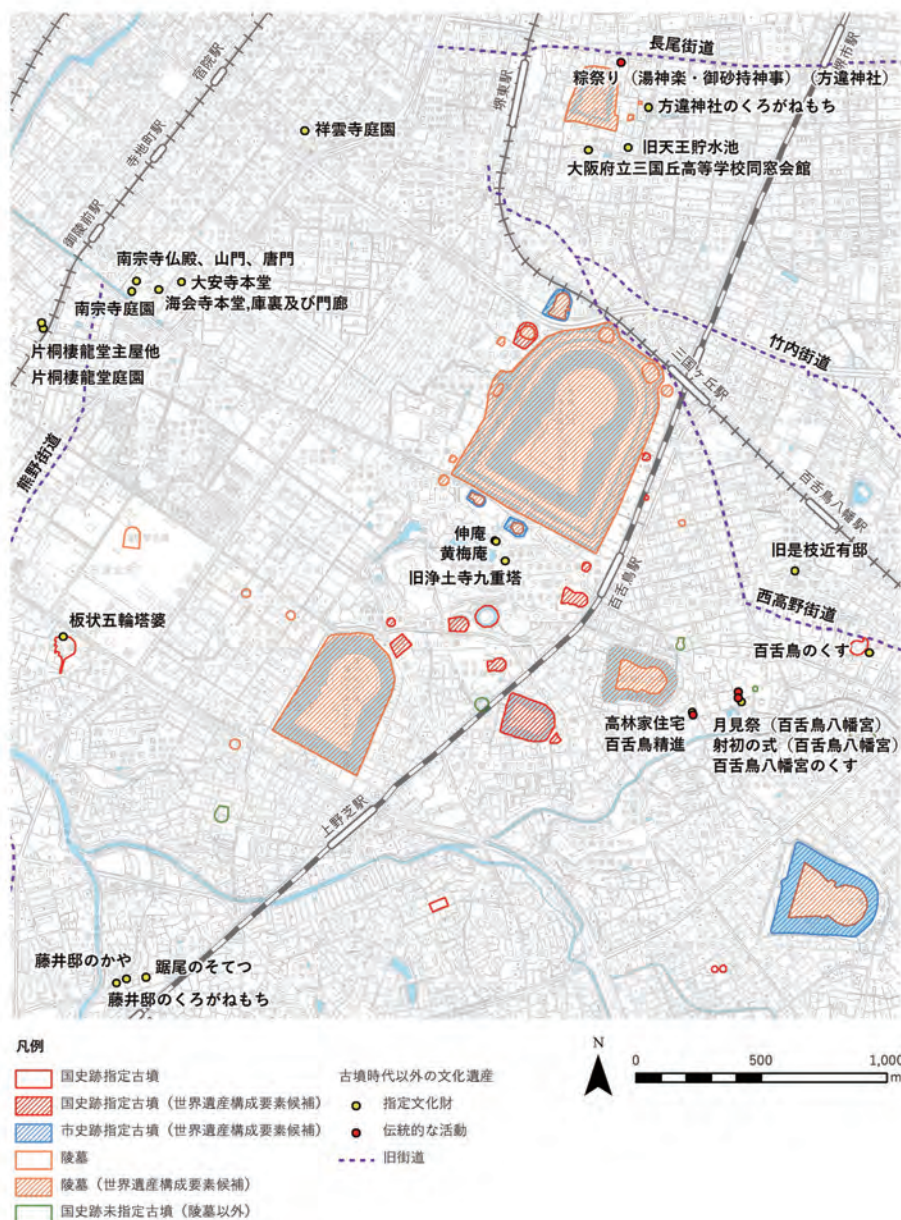 長尾街道
堺市駅
宿院駅
堺東駅
粽祭り（湯神楽・御砂持神事）（方違神社）
方違神社のくろがねもち
祥雲寺庭園
旧天王貯水池
大阪府立三国丘高等学校同窓会館
寺地町駅
御陵前駅
南宗寺仏殿、山門、唐門
大安寺本堂
南宗寺庭園
海会寺本堂,庫裏及び門廊
片桐棲龍堂主屋他
片桐棲龍堂庭園
竹内街道
三国ケ丘駅
熊野街道
百舌鳥八幡駅
伸庵
黄梅庵
旧浄土寺九重塔
百舌鳥駅
旧是枝近有邸
西高野街道
板状五輪塔婆
百舌鳥のくす
高林家住宅
百舌鳥精進
月見祭（百舌鳥八幡宮）
射初の式（百舌鳥八幡宮）
百舌鳥八幡宮のくす
上野芝駅
藤井邸のかや
踞尾のそてつ
藤井邸のくろがねもち
凡例
国史跡指定古墳
国史跡指定古墳（世界遺産構成要素候補）
市史跡指定古墳（世界遺産構成要素候補）
陵墓
陵墓（世界遺産構成要素候補）
国史跡未指定古墳（陵墓以外）
古墳時代以外の文化遺産
指定文化財
伝統的な活動
旧街道
N
0 500 1,000
m